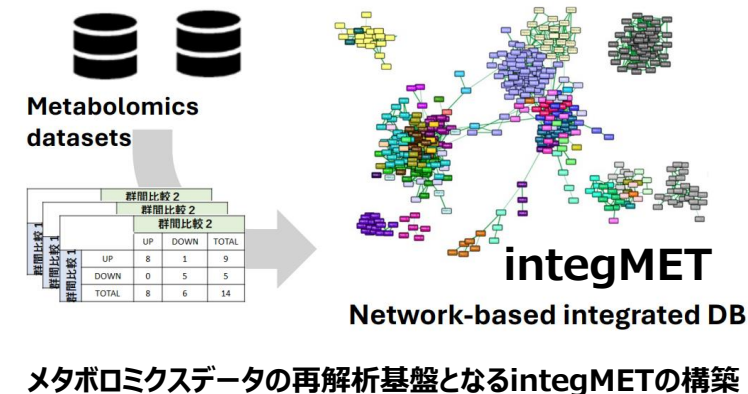 Metabolomics
datasets
群間比較 2
群間比較 2
群間比較 2
群間比較 1
群間比較 1
群間比較 1
UP DOWN TOTAL
UP 8 1 9
DOWN 0 5 5
TOTAL 8 6 14
integMET
Network-based integrated DB
メタボロミクスデータの再解析基盤となるintegMETの構築